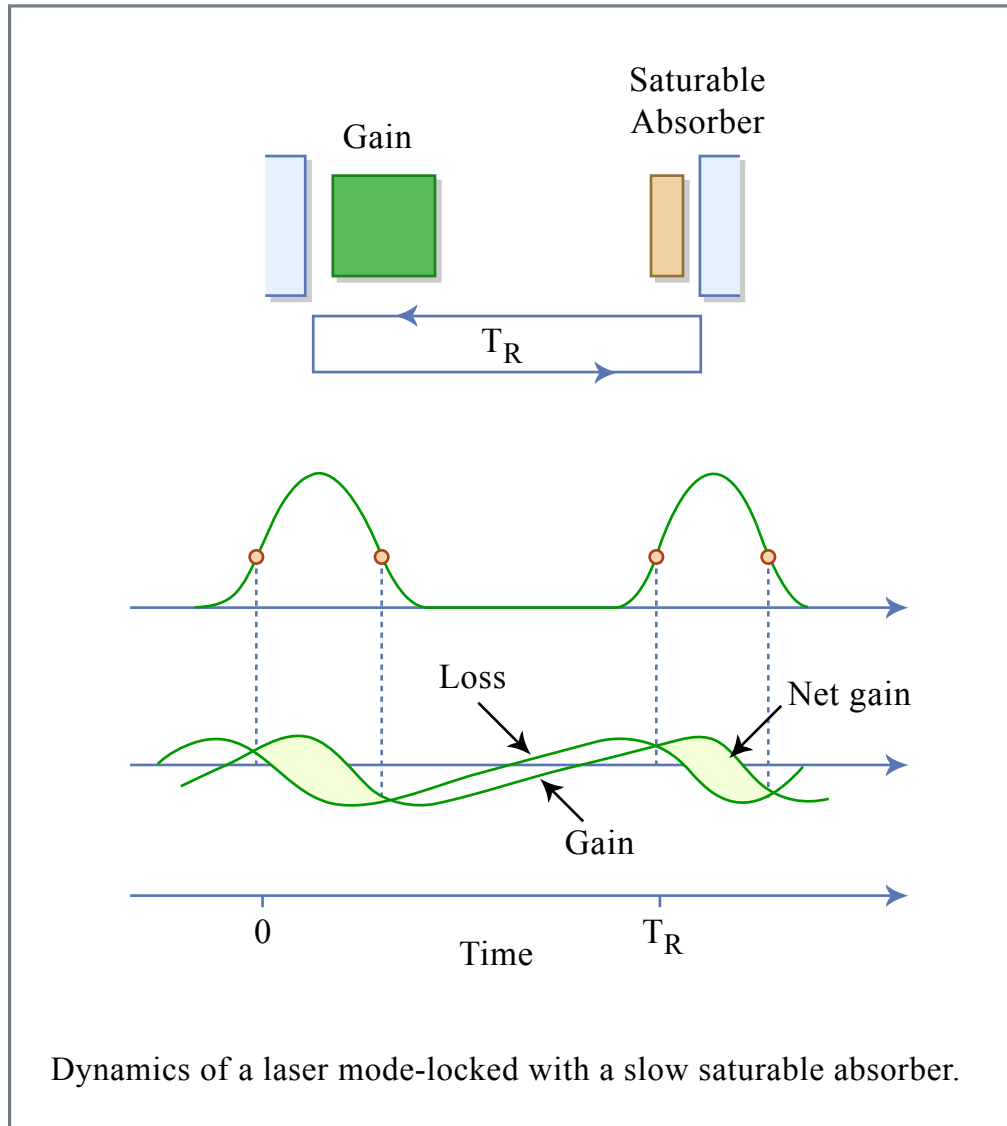 Saturable
Absorber
Gain
T_R
Loss
Net gain
Gain
0
T_R
Time
Dynamics of a laser mode-locked with a slow saturable absorber.